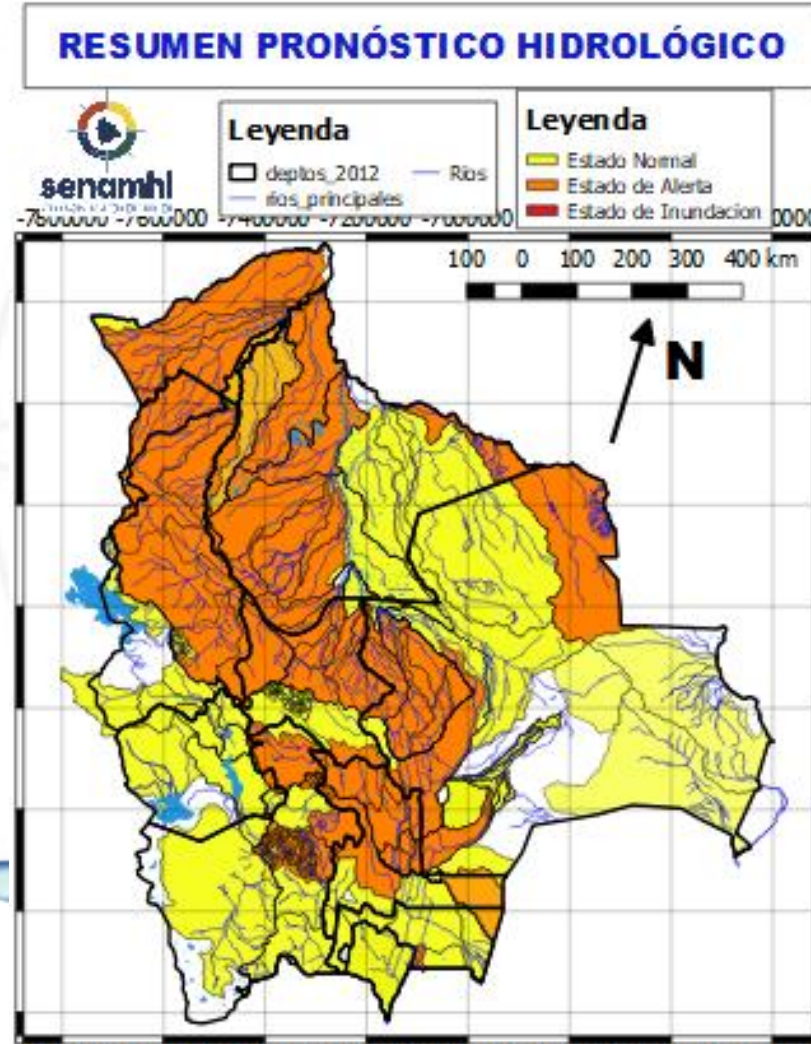 RESUMEN PRONÓSTICO HIDROLÓGICO
senamhi
Leyenda
deptos_2012
Rios
rios_principales
Leyenda
Estado Normal
Estado de Alerta
Estado de Inundacion
-7600000 -7400000 -7200000
100 0 100 200 300 400 km
N